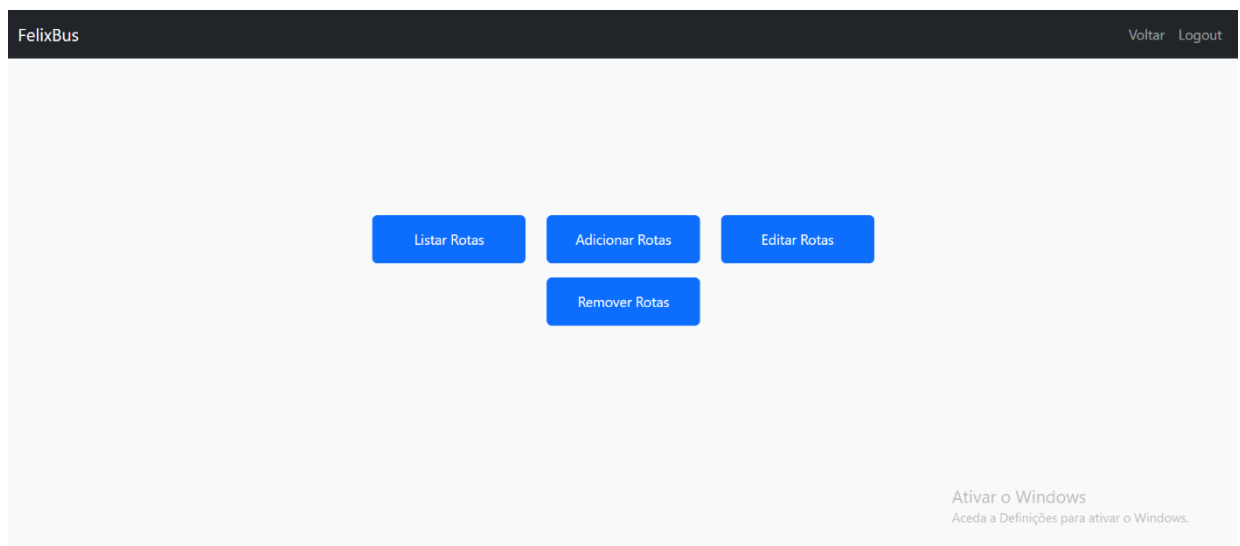 FelixBus Voltar Logout
Listar Rotas Adicionar Rotas Editar Rotas
Remover Rotas
Ativar o Windows
Aceda a Definições para ativar o Windows.